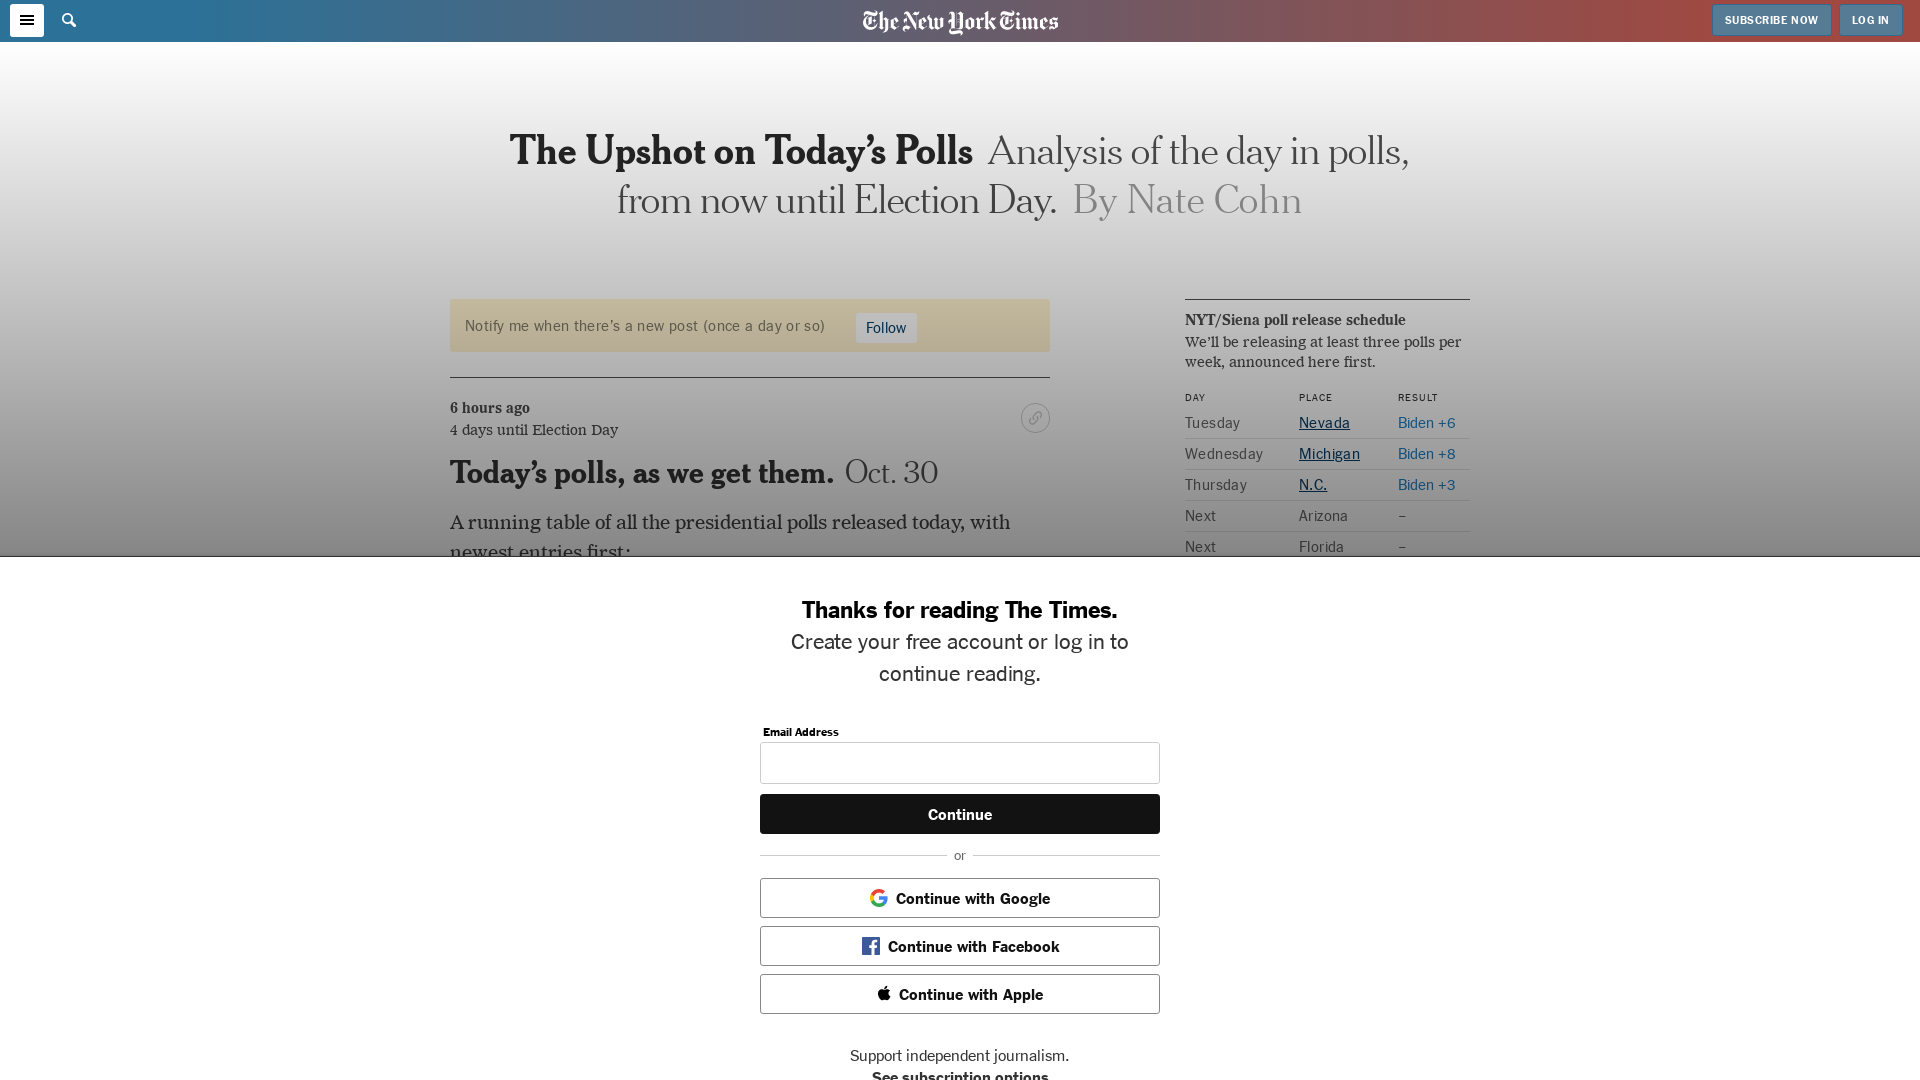 The New York Times
SUBSCRIBE NOW
LOG IN
The Upshot on Today’s Polls Analysis of the day in polls,
from now until Election Day. By Nate Cohn
Notify me when there’s a new post (once a day or so)
Follow
6 hours ago
4 days until Election Day
Today’s polls, as we get them. Oct. 30
A running table of all the presidential polls released today, with
newest entries first:
NYT/Siena poll release schedule
We’ll be releasing at least three polls per
week, announced here first.
DAY PLACE RESULT
Tuesday Nevada Biden +6
Wednesday Michigan Biden +8
Thursday N.C. Biden +3
Next Arizona –
Next Florida –
Thanks for reading The Times.
Create your free account or log in to
continue reading.
Email Address
Continue
or
Continue with Google
Continue with Facebook
Continue with Apple
Support independent journalism.
See subscription options